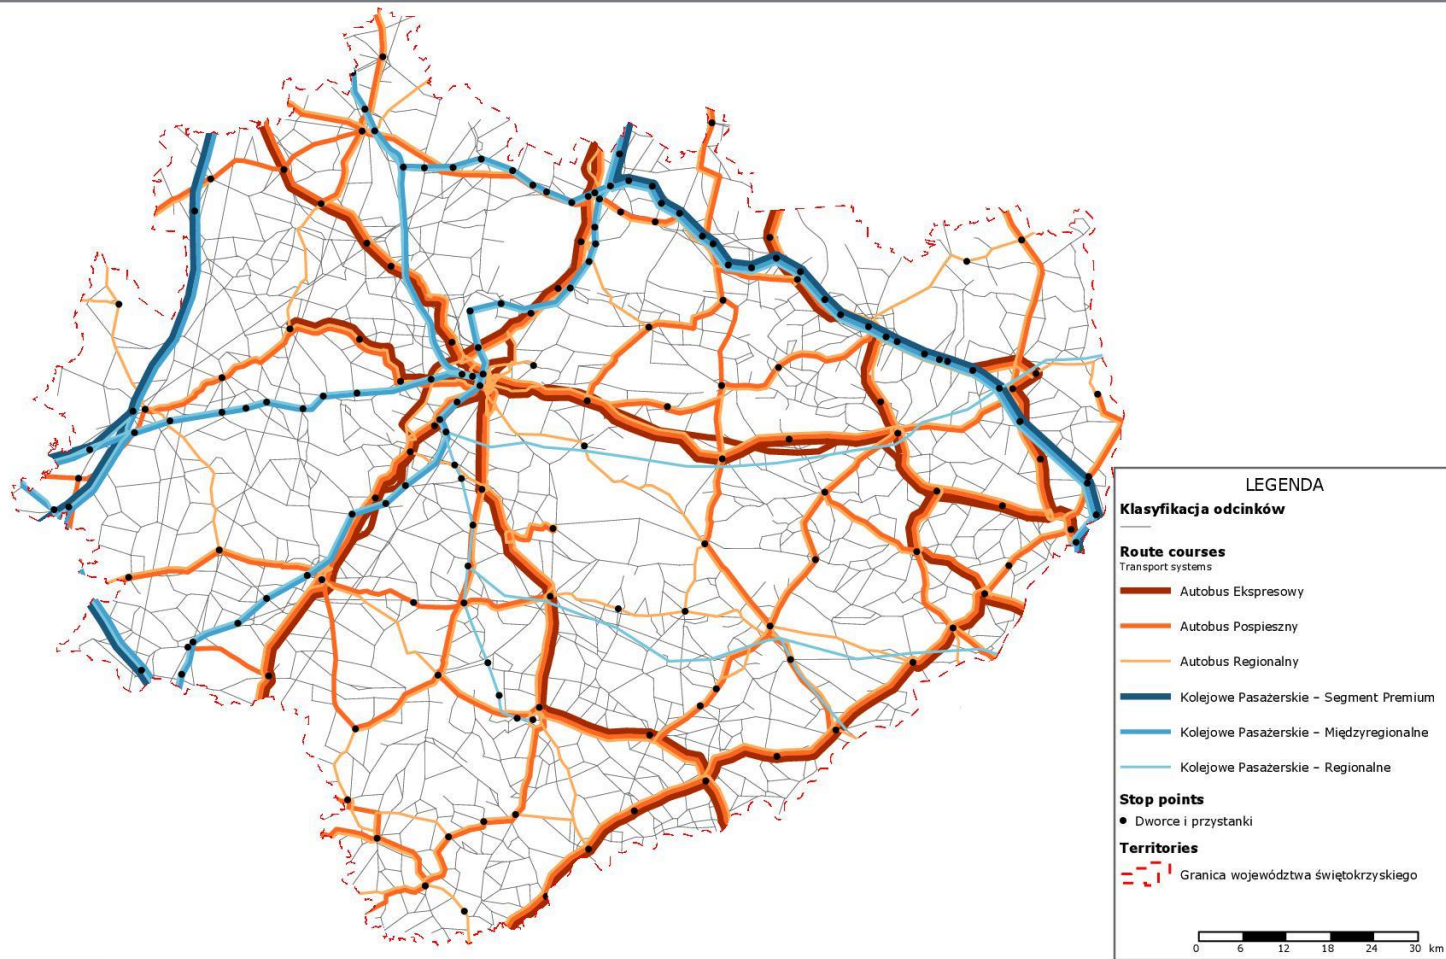 LEGENDA
Klasyfikacja odcinków
Route courses
Transport systems
Autobus Ekspresowy
Autobus Pospieszny
Autobus Regionalny
Kolejowe Pasażerskie – Segment Premium
Kolejowe Pasażerskie – Międzyregionalne
Kolejowe Pasażerskie – Regionalne
Stop points
Dworce i przystanki
Territories
Granica województwa świętokrzyskiego
0 6 12 18 24 30 km